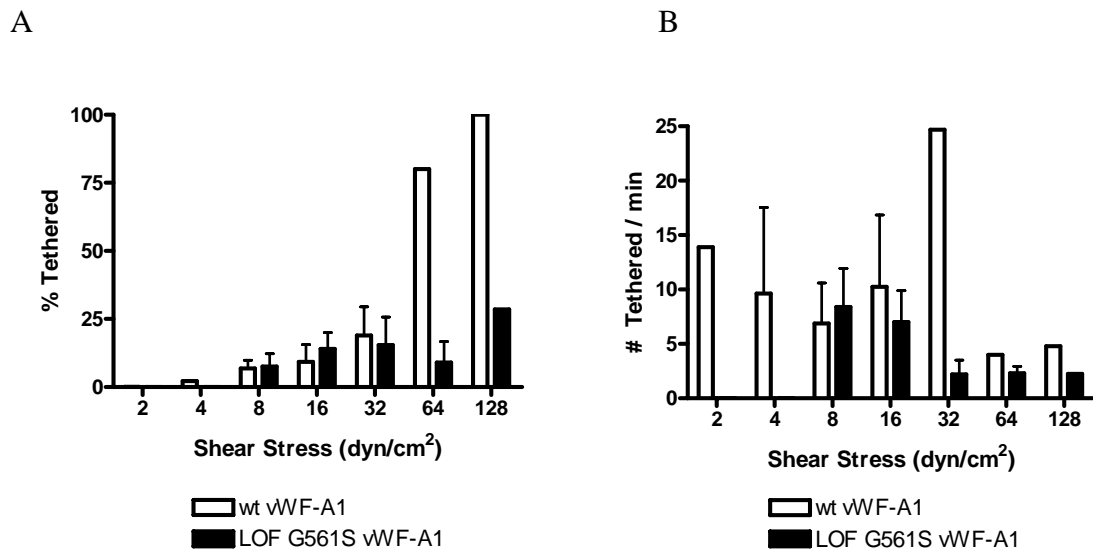 A
B
% Tethered
100
75
50
25
0
2 4 8 16 32 64 128
Shear Stress (dyn/cm²)
wt vWF-A1
LOF G561S vWF-A1
# Tethered / min
25
20
15
10
5
0
2 4 8 16 32 64 128
Shear Stress (dyn/cm²)
wt vWF-A1
LOF G561S vWF-A1